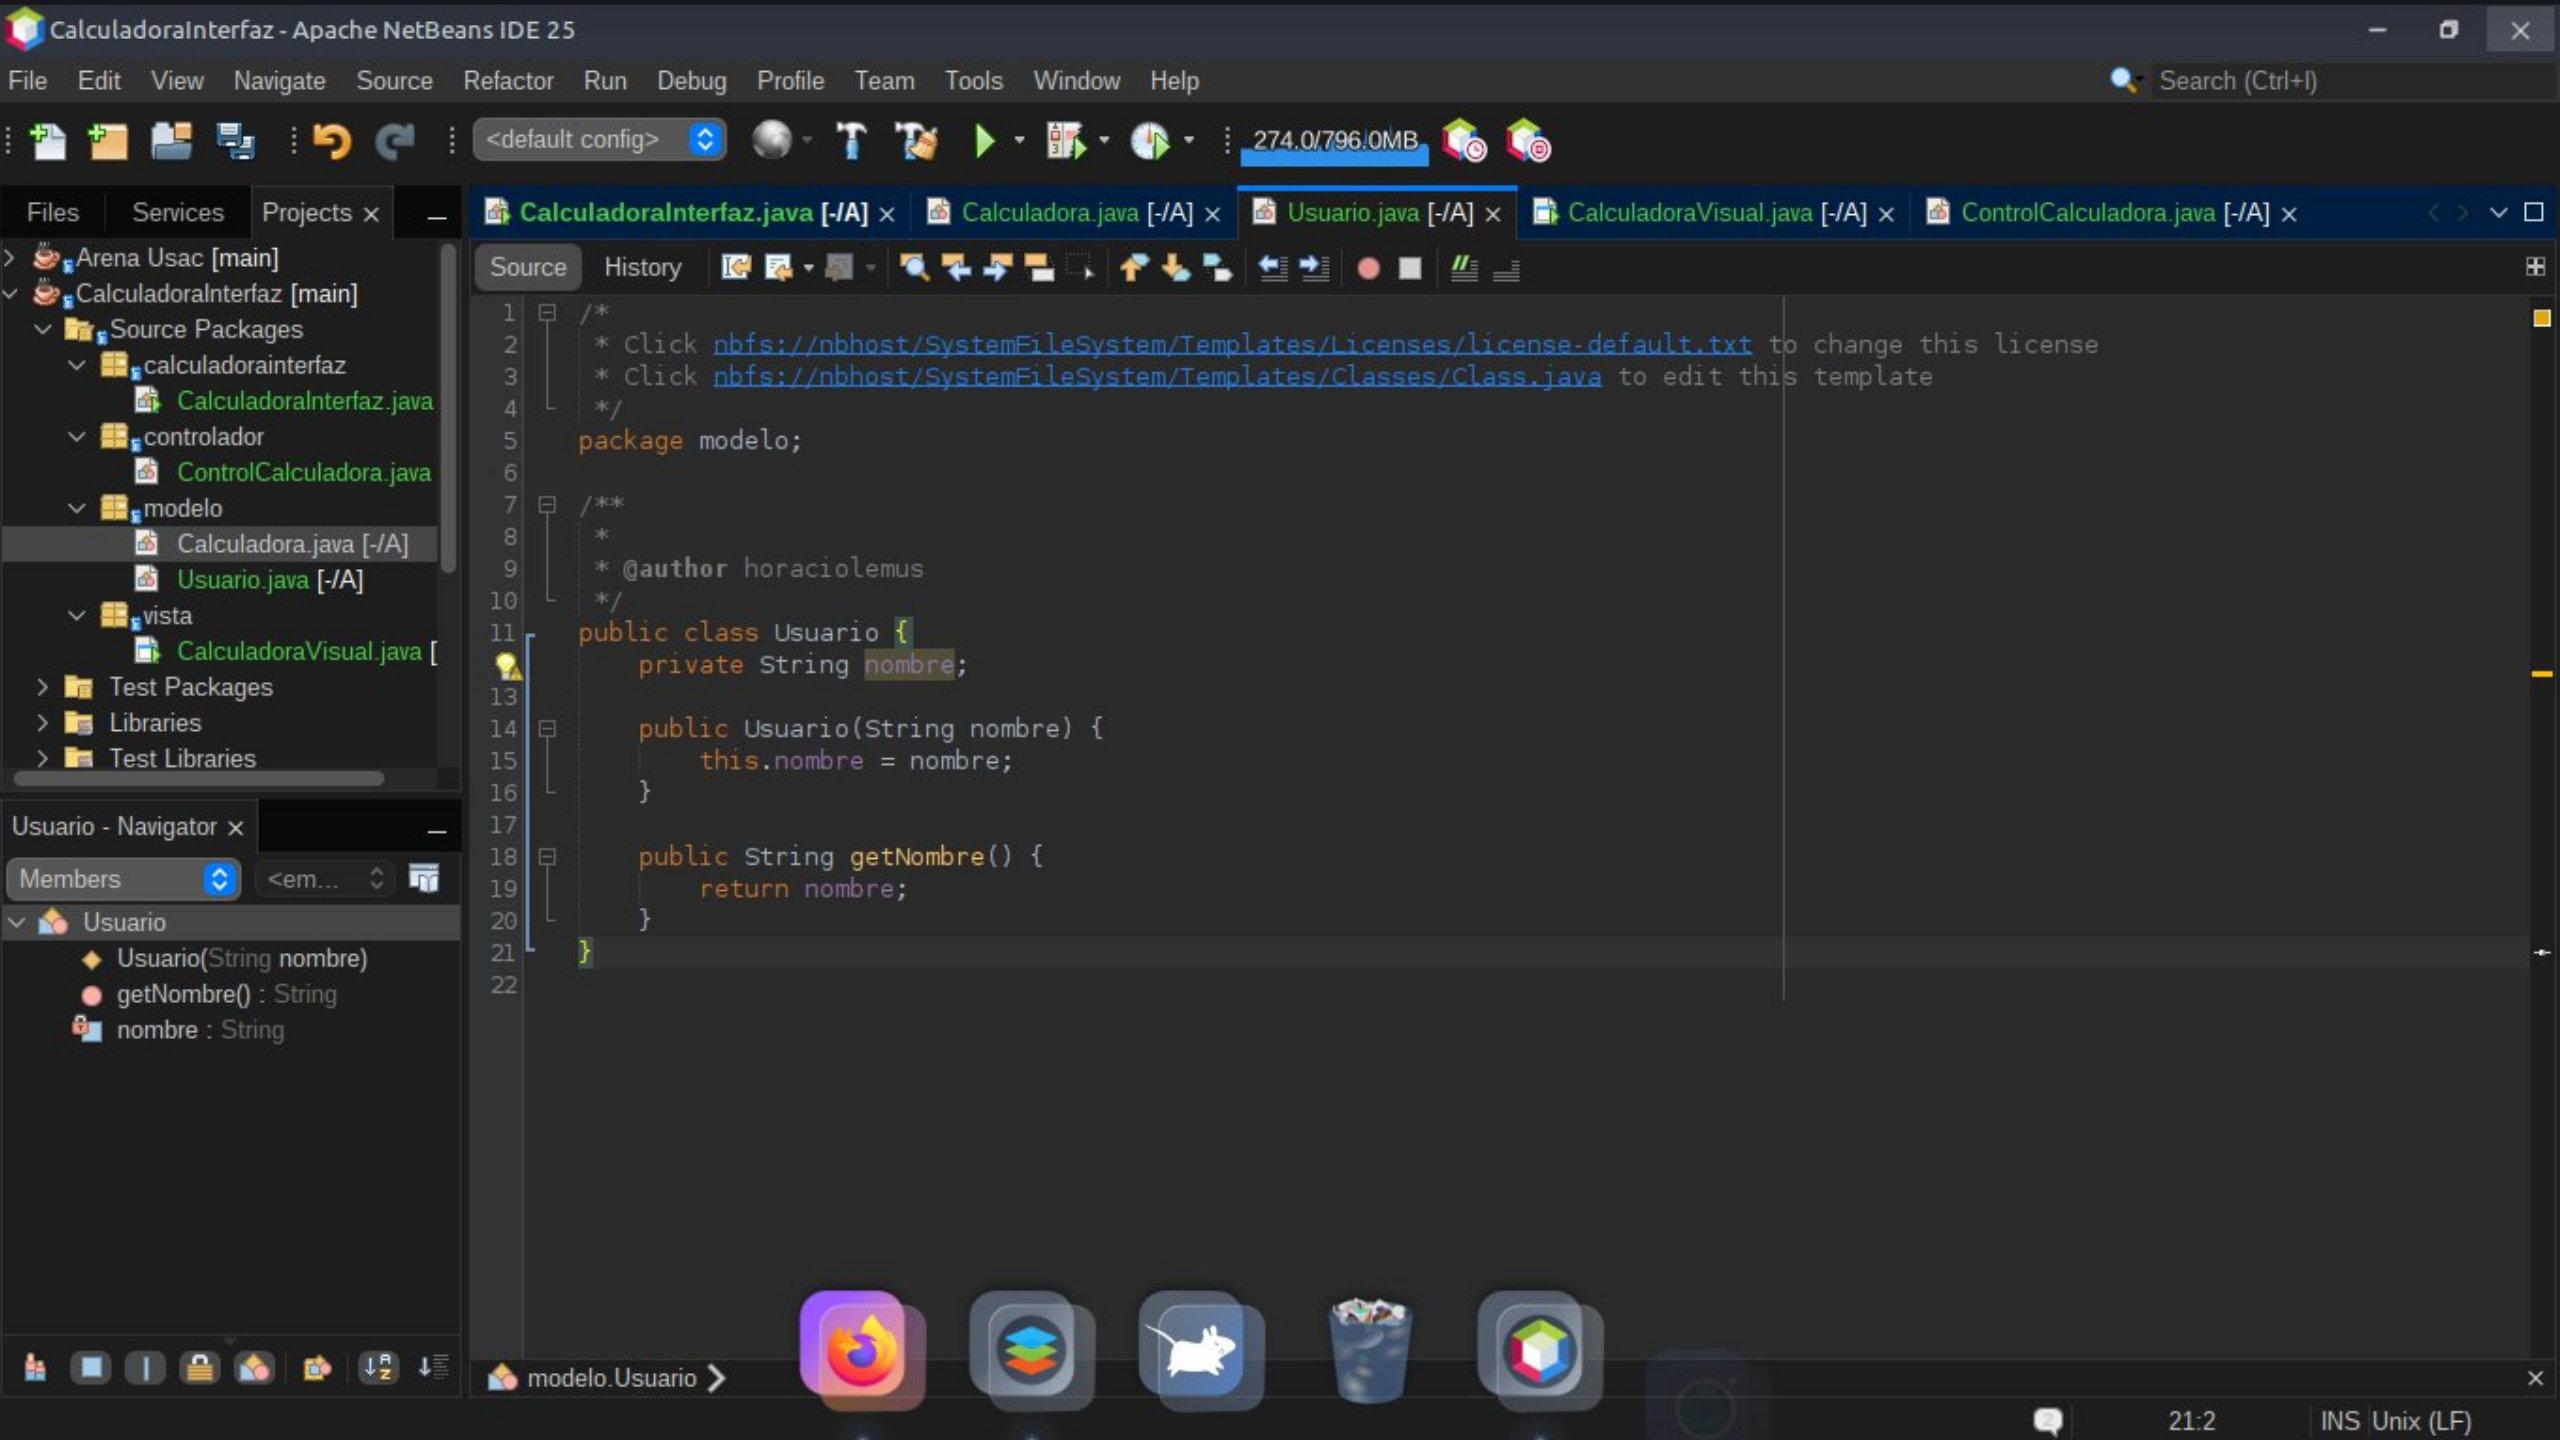 CalculadoraInterfaz - Apache NetBeans IDE 25
File Edit View Navigate Source Refactor Run Debug Profile Team Tools Window Help Search (Ctrl+I)
<default config> 274.0/796.0MB
Files Services Projects
CalculadoraInterfaz.java [-/A] Calculadora.java [-/A] Usuario.java [-/A] CalculadoraVisual.java [-/A] ControlCalculadora.java [-/A]
Arena Usac [main]
CalculadoraInterfaz [main]
Source Packages
calculadorainterfaz
CalculadoraInterfaz.java
controlador
ControlCalculadora.java
modelo
Calculadora.java [-/A]
Usuario.java [-/A]
vista
CalculadoraVisual.java [
Test Packages
Libraries
Test Libraries
Usuario - Navigator
Members <em...
Usuario
Usuario(String nombre)
getNombre() : String
nombre : String
Source History
1 /*
2 * Click nbfs://nbhost/SystemFileSystem/Templates/Licenses/license-default.txt to change this license
3 * Click nbfs://nbhost/SystemFileSystem/Templates/Classes/Class.java to edit this template
4 */
5 package modelo;
6
7 /**
8 *
9 * @author horaciolemus
10 */
11 public class Usuario {
private String nombre;
13
14 public Usuario(String nombre) {
15 this.nombre = nombre;
16 }
17
18 public String getNombre() {
19 return nombre;
20 }
21 }
22
modelo.Usuario
2 21:2 INS Unix (LF)